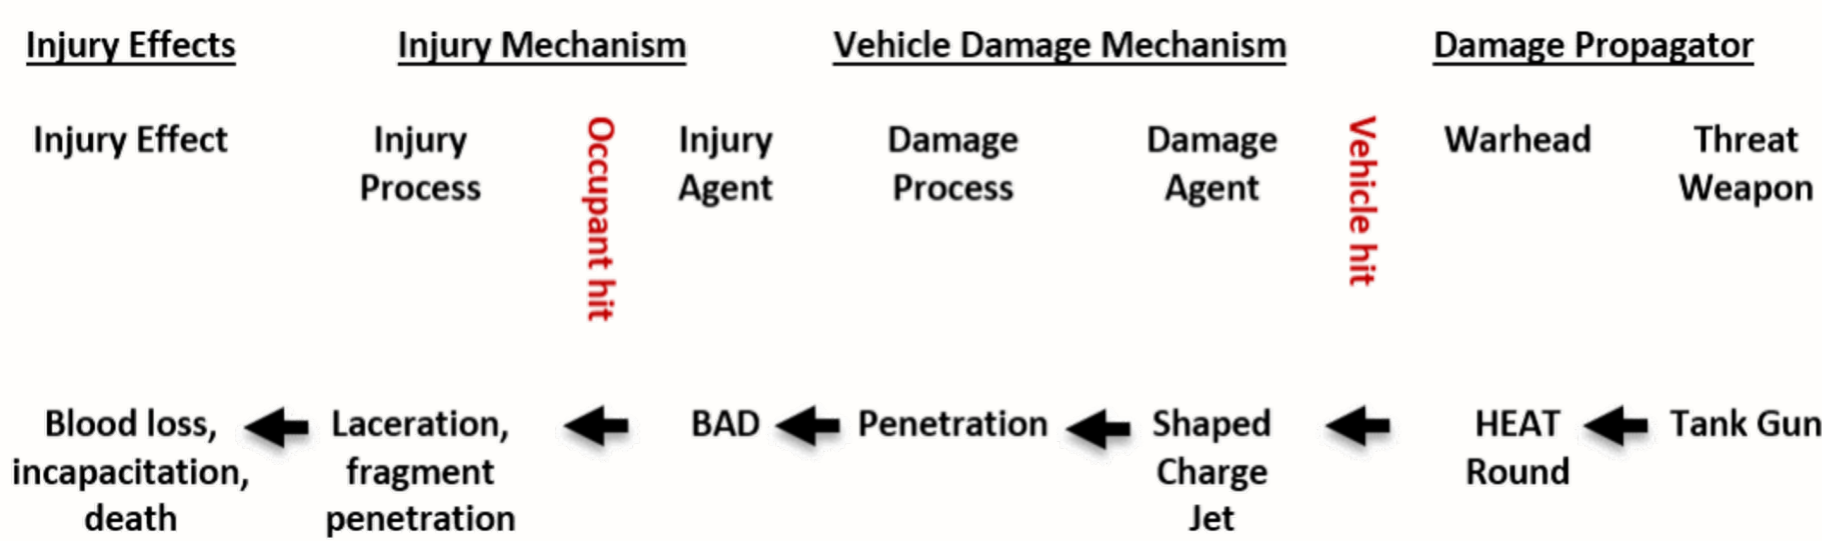 Injury Effects
Injury Mechanism
Vehicle Damage Mechanism
Damage Propagator
Injury Effect
Injury
Process
Occupant hit
Injury
Agent
Damage
Process
Damage
Agent
Vehicle hit
Warhead
Threat
Weapon
Blood loss,
incapacitation,
death
Laceration,
fragment
penetration
BAD
Penetration
Shaped
Charge
Jet
HEAT
Round
Tank Gun